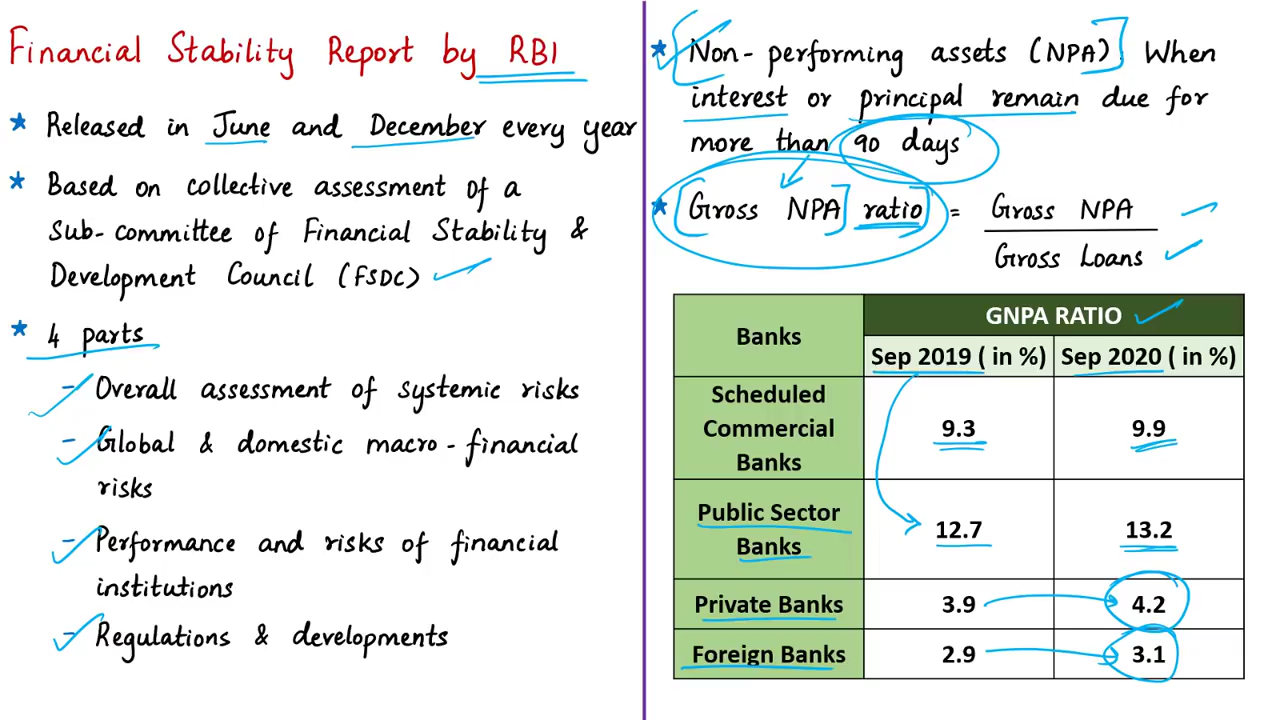 Financial Stability Report by RBI
* Released in June and December every year
* Based on collective assessment of a
Sub-committee of Financial Stability &
Development Council (FSDC)
* 4 parts
- Overall assessment of systemic risks
- Global & domestic macro-financial
risks
- Performance and risks of financial
institutions
- Regulations & developments
* Non-performing assets (NPA) When
interest or principal remain due for
more than 90 days
* [Gross NPA] ratio = Gross NPA
Gross Loans
Banks
GNPA RATIO
Sep 2019 ( in %) Sep 2020 ( in %)
Scheduled
Commercial
Banks
9.3 9.9
Public Sector
Banks
12.7 13.2
Private Banks 3.9 4.2
Foreign Banks 2.9 3.1